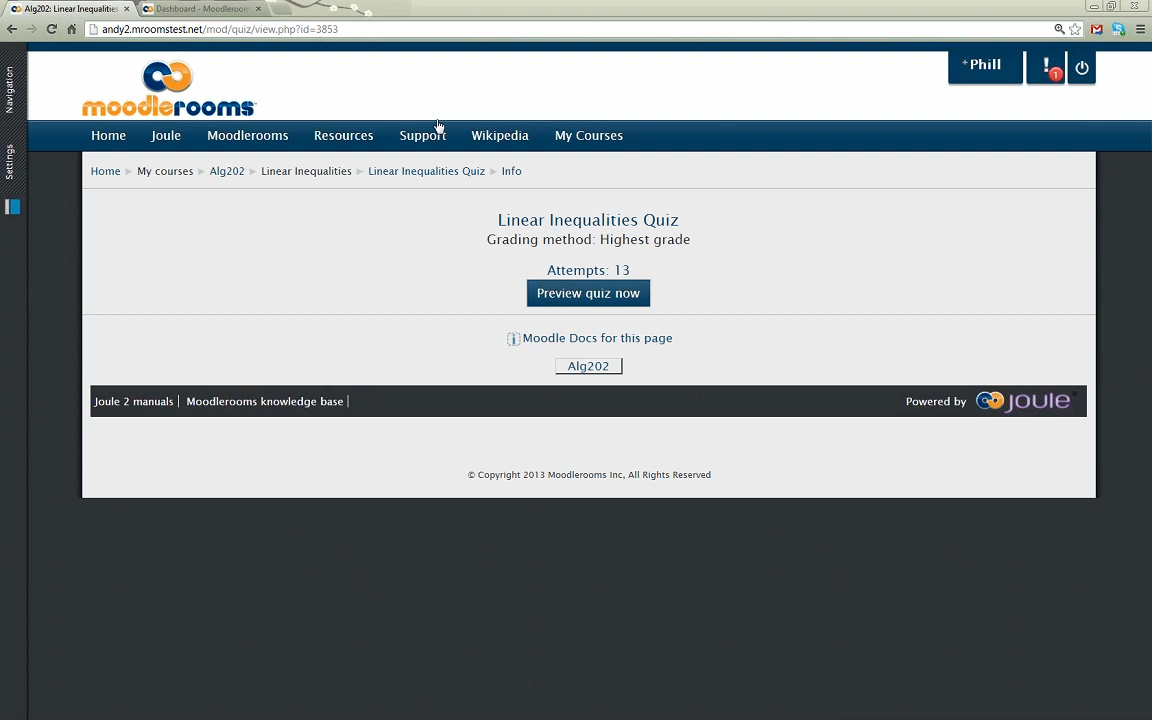 Alg202: Linear Inequalities
Dashboard - Moodleroom
andy2.mroomstest.net/mod/quiz/view.php?id=3853
Navigation
Settings
moodlerooms
Phill
! 1
Home Joule Moodlerooms Resources Support Wikipedia My Courses
Home My courses Alg202 Linear Inequalities Linear Inequalities Quiz Info
Linear Inequalities Quiz
Grading method: Highest grade
Attempts: 13
Preview quiz now
Moodle Docs for this page
Alg202
Joule 2 manuals | Moodlerooms knowledge base |
Powered by joule
© Copyright 2013 Moodlerooms Inc, All Rights Reserved